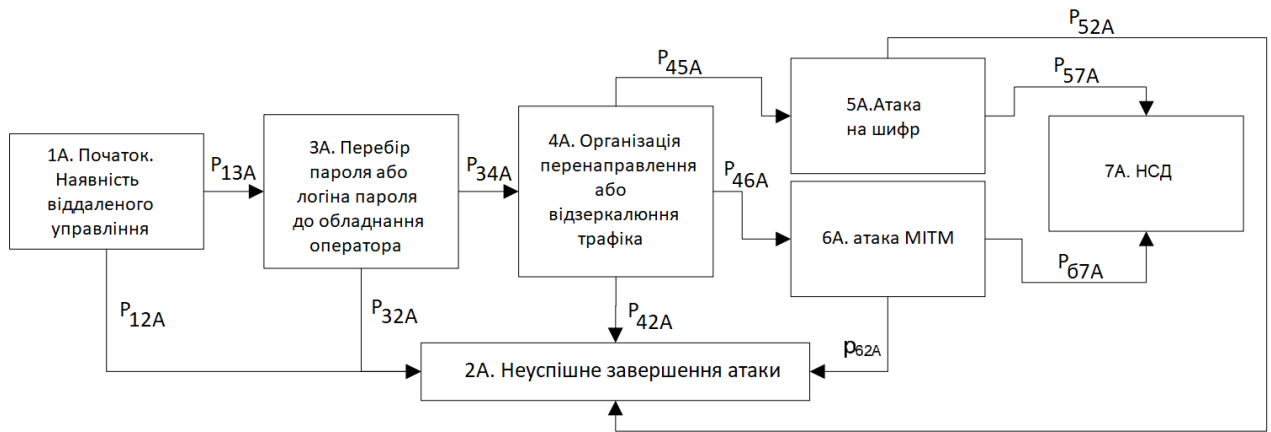 P52A
P45A
P57A
5А.Атака
на шифр
1А. Початок.
Наявність
віддаленого
управління
P13A
3А. Перебір
пароля або
логіна пароля
до обладнання
оператора
P34A
4А. Організація
перенаправлення
або
відзеркалюння
трафіка
P46A
7А. НСД
6А. атака МІТМ
Pб7A
P12A
P32A
P42A
p62A
2А. Неуспішне завершення атаки